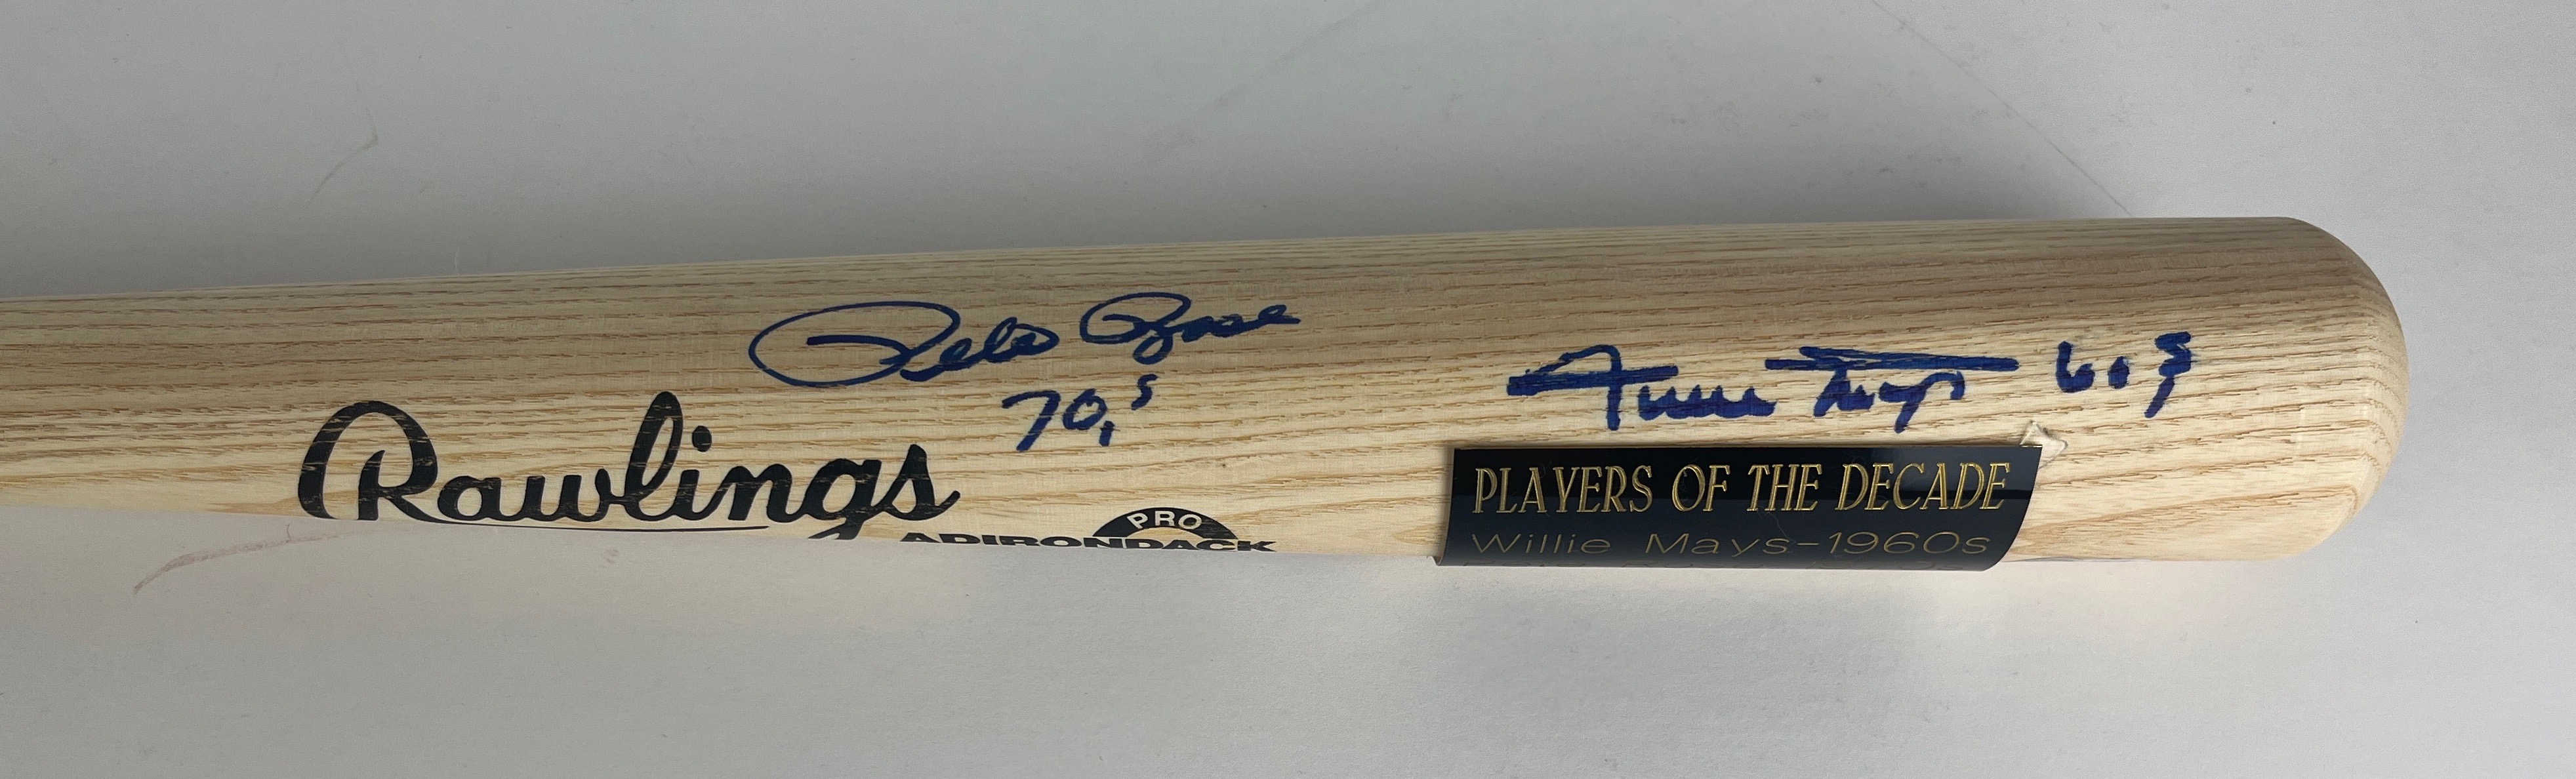 Pete Rose
70,s
Willie Mays 60,s
Rawlings
PRO
ADIRONDACK
PLAYERS OF THE DECADE
Willie Mays-1960s